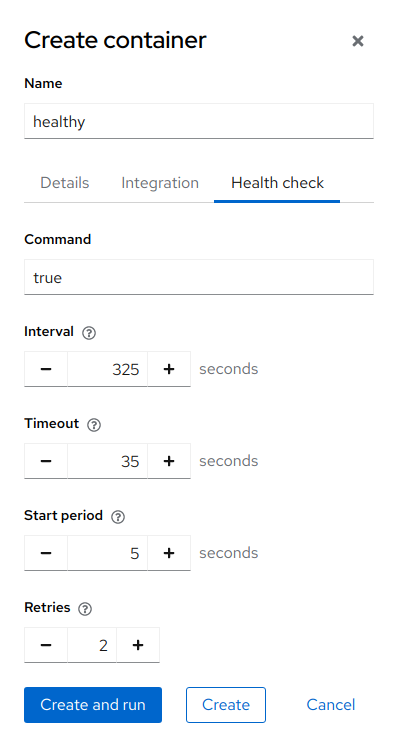 Create container
Name
healthy
Details Integration Health check
Command
true
Interval
325 seconds
Timeout
35 seconds
Start period
5 seconds
Retries
2
Create and run Create Cancel